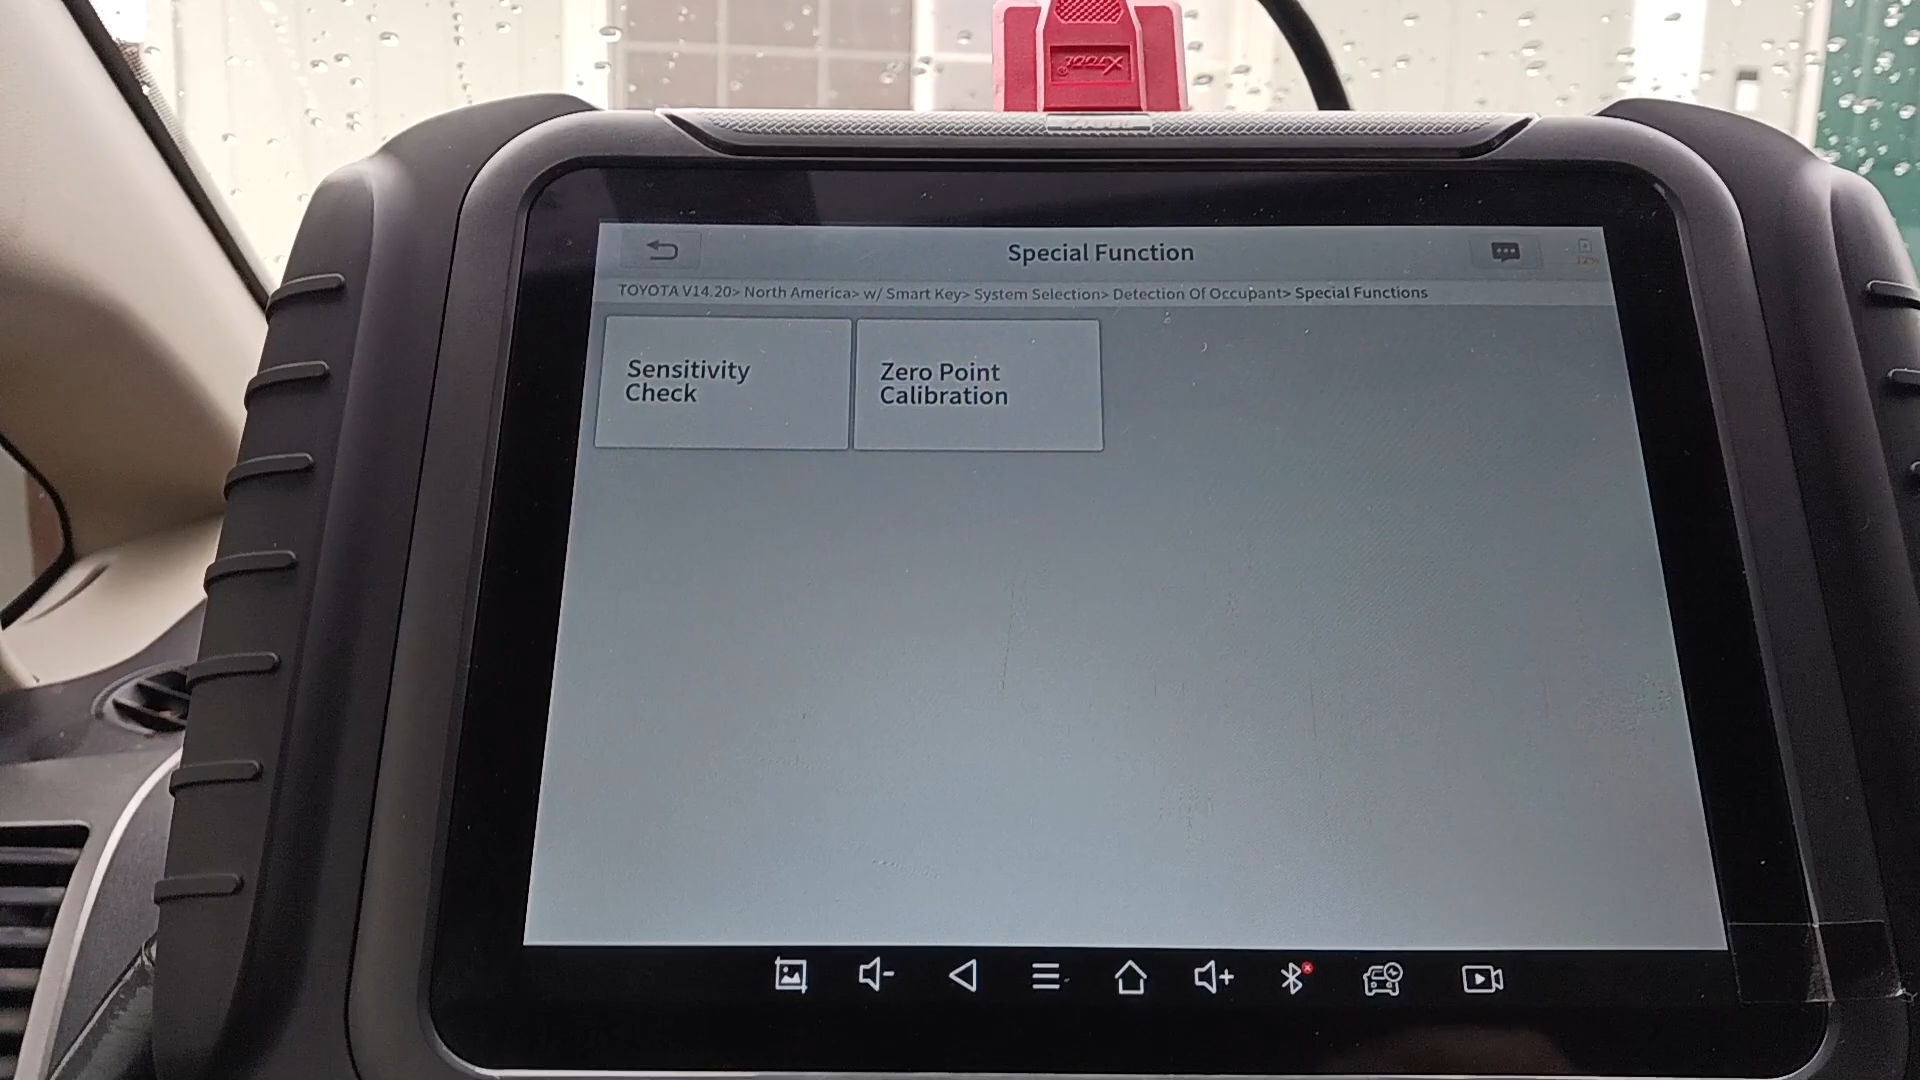 XTOOL®
Special Function
TOYOTA V14.20> North America> w/ Smart Key> System Selection> Detection Of Occupant> Special Functions
Sensitivity
Check
Zero Point
Calibration